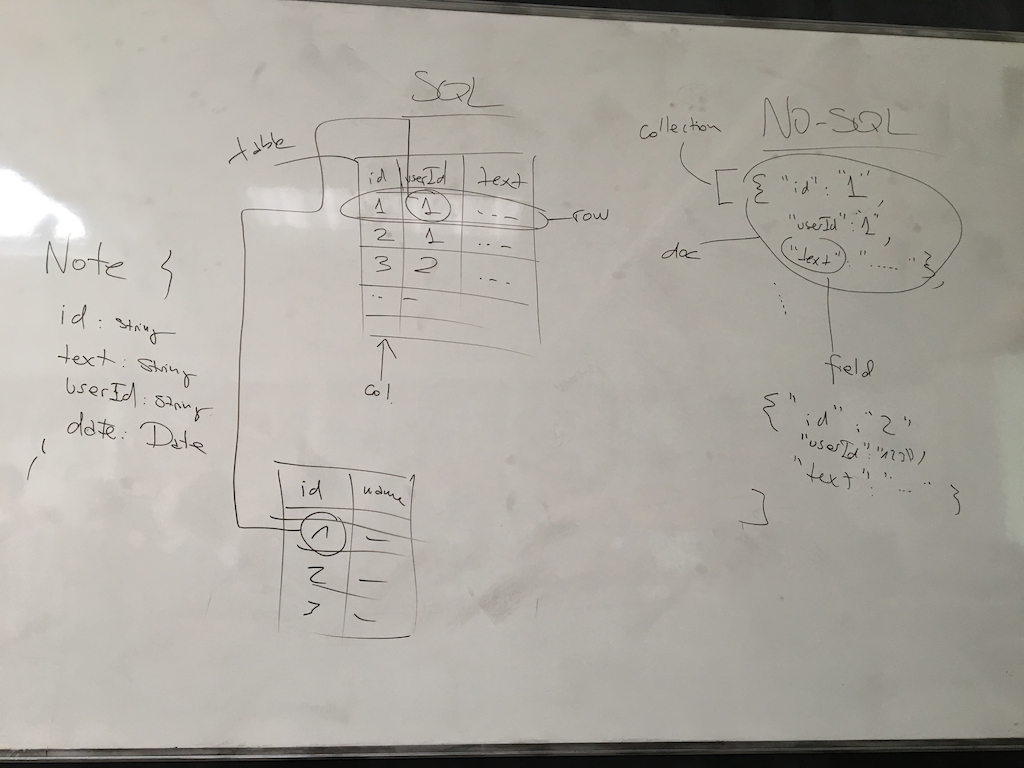 SQL
table
id userId text
1 1 ...
row
2 1 ...
3 2 ...
.. –
col
Note {
id: string
text: string
userId: string
date: Date
}
id name
1 –
2 –
3 –
No-SQL
Collection
[ { "id": "1",
"userId": "1",
"text": "....." },
doc
field
{ "id": "2"
"userId":
"text": "...." }
]